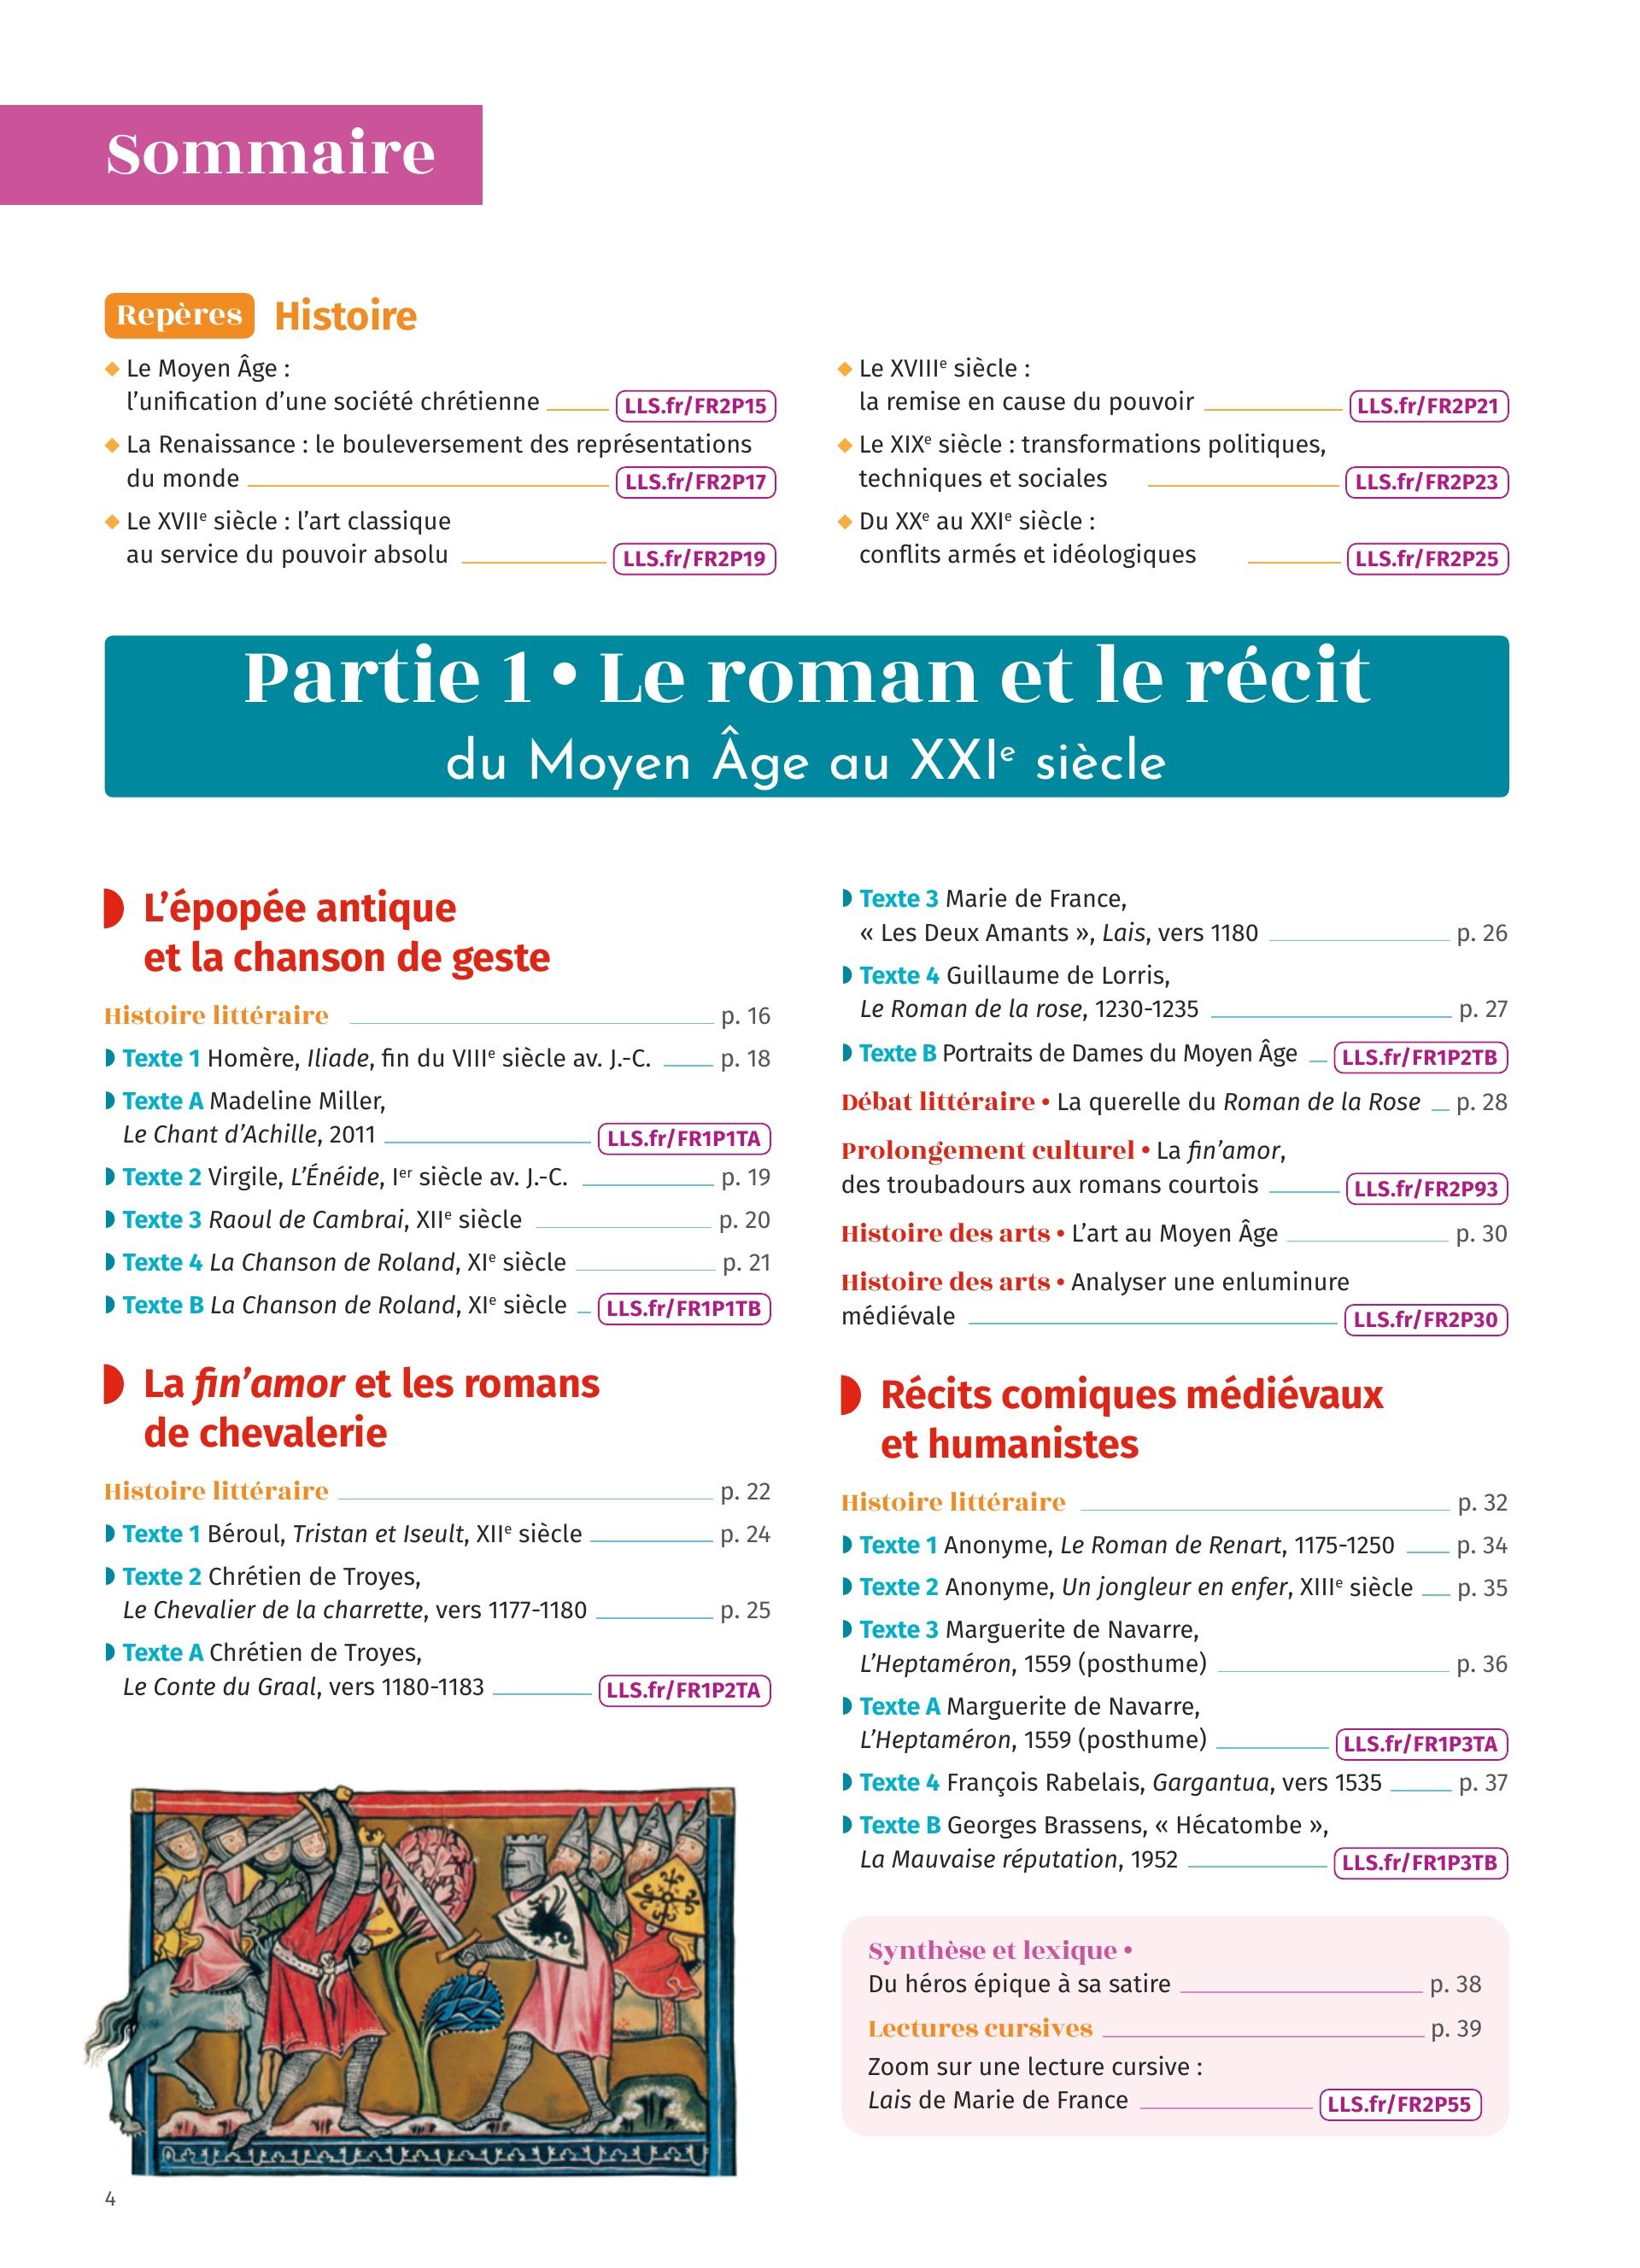 Sommaire
Repères Histoire
◆ Le Moyen Âge :
l’unification d’une société chrétienne LLS.fr/FR2P15
◆ La Renaissance : le bouleversement des représentations
du monde LLS.fr/FR2P17
◆ Le XVIIe siècle : l’art classique
au service du pouvoir absolu LLS.fr/FR2P19
◆ Le XVIIIe siècle :
la remise en cause du pouvoir LLS.fr/FR2P21
◆ Le XIXe siècle : transformations politiques,
techniques et sociales LLS.fr/FR2P23
◆ Du XXe au XXIe siècle :
conflits armés et idéologiques LLS.fr/FR2P25
Partie 1 • Le roman et le récit
du Moyen Âge au XXIe siècle
L’épopée antique
et la chanson de geste
Histoire littéraire p. 16
Texte 1 Homère, Iliade, fin du VIIIe siècle av. J.-C. p. 18
Texte A Madeline Miller,
Le Chant d’Achille, 2011 LLS.fr/FR1P1TA
Texte 2 Virgile, L’Énéide, Ier siècle av. J.-C. p. 19
Texte 3 Raoul de Cambrai, XIIe siècle p. 20
Texte 4 La Chanson de Roland, XIe siècle p. 21
Texte B La Chanson de Roland, XIe siècle LLS.fr/FR1P1TB
La fin’amor et les romans
de chevalerie
Histoire littéraire p. 22
Texte 1 Béroul, Tristan et Iseult, XIIe siècle p. 24
Texte 2 Chrétien de Troyes,
Le Chevalier de la charrette, vers 1177-1180 p. 25
Texte A Chrétien de Troyes,
Le Conte du Graal, vers 1180-1183 LLS.fr/FR1P2TA
Texte 3 Marie de France,
« Les Deux Amants », Lais, vers 1180 p. 26
Texte 4 Guillaume de Lorris,
Le Roman de la rose, 1230-1235 p. 27
Texte B Portraits de Dames du Moyen Âge LLS.fr/FR1P2TB
Débat littéraire • La querelle du Roman de la Rose p. 28
Prolongement culturel • La fin’amor,
des troubadours aux romans courtois LLS.fr/FR2P93
Histoire des arts • L’art au Moyen Âge p. 30
Histoire des arts • Analyser une enluminure
médiévale LLS.fr/FR2P30
Récits comiques médiévaux
et humanistes
Histoire littéraire p. 32
Texte 1 Anonyme, Le Roman de Renart, 1175-1250 p. 34
Texte 2 Anonyme, Un jongleur en enfer, XIIIe siècle p. 35
Texte 3 Marguerite de Navarre,
L’Heptaméron, 1559 (posthume) p. 36
Texte A Marguerite de Navarre,
L’Heptaméron, 1559 (posthume) LLS.fr/FR1P3TA
Texte 4 François Rabelais, Gargantua, vers 1535 p. 37
Texte B Georges Brassens, « Hécatombe »,
La Mauvaise réputation, 1952 LLS.fr/FR1P3TB
Synthèse et lexique •
Du héros épique à sa satire p. 38
Lectures cursives p. 39
Zoom sur une lecture cursive :
Lais de Marie de France LLS.fr/FR2P55
4